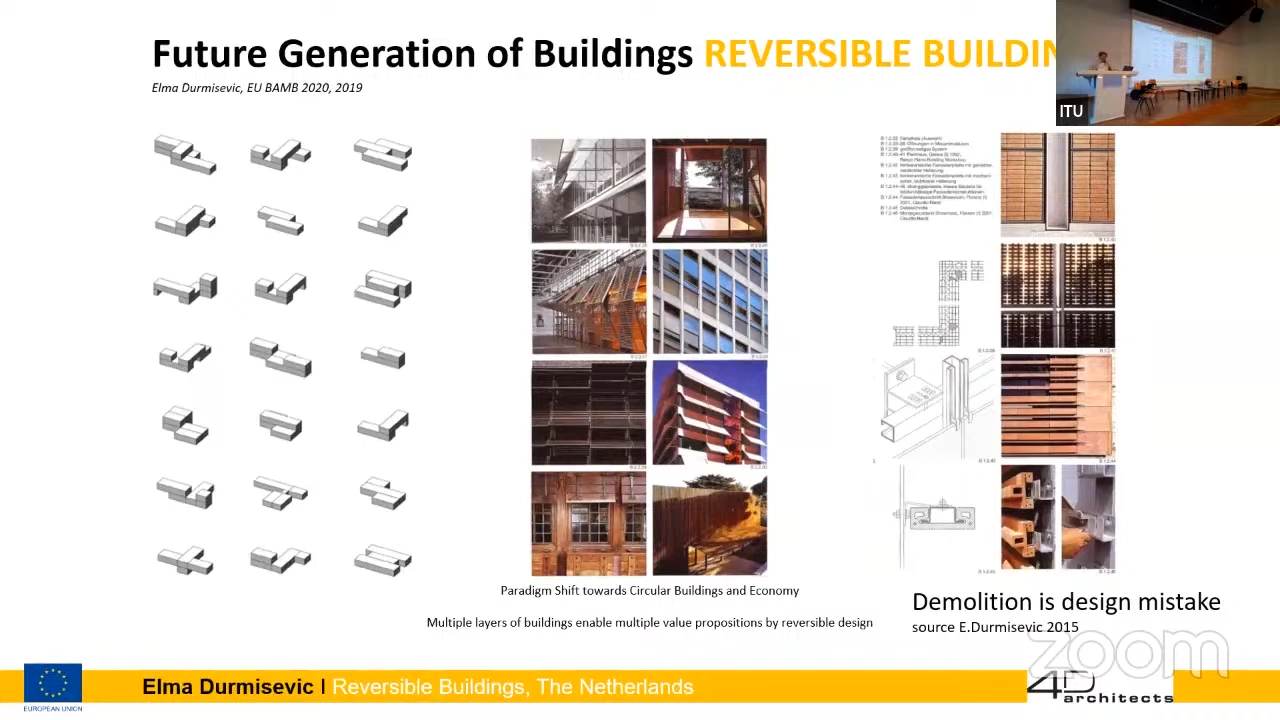 Future Generation of Buildings REVERSIBLE BUILDIN
Elma Durmisevic, EU BAMB 2020, 2019
ITU
Paradigm Shift towards Circular Buildings and Economy
Multiple layers of buildings enable multiple value propositions by reversible design
Demolition is design mistake
source E.Durmisevic 2015
zoom
Elma Durmisevic I Reversible Buildings, The Netherlands
EUROPEAN UNION
4D architects